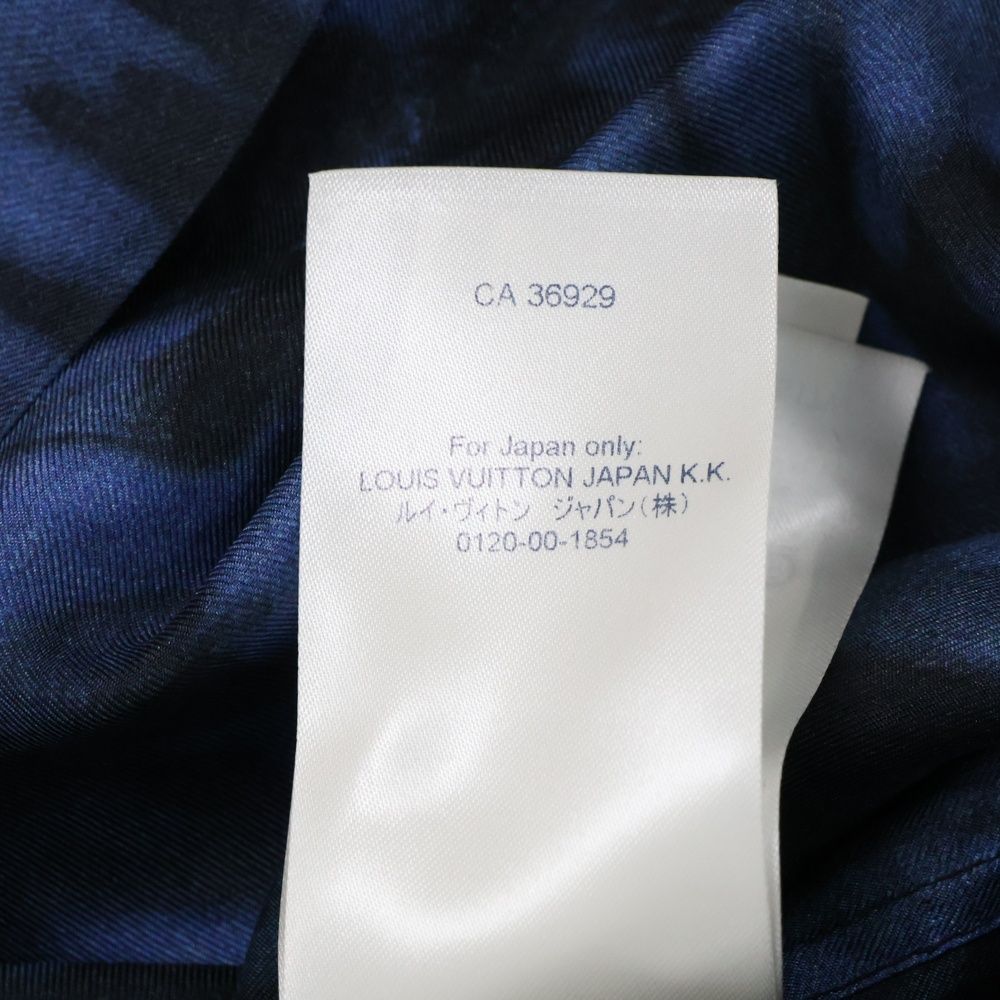 CA 36929
For Japan only:
LOUIS VUITTON JAPAN K.K.
ルイ・ヴィトン ジャパン(株)
0120-00-1854